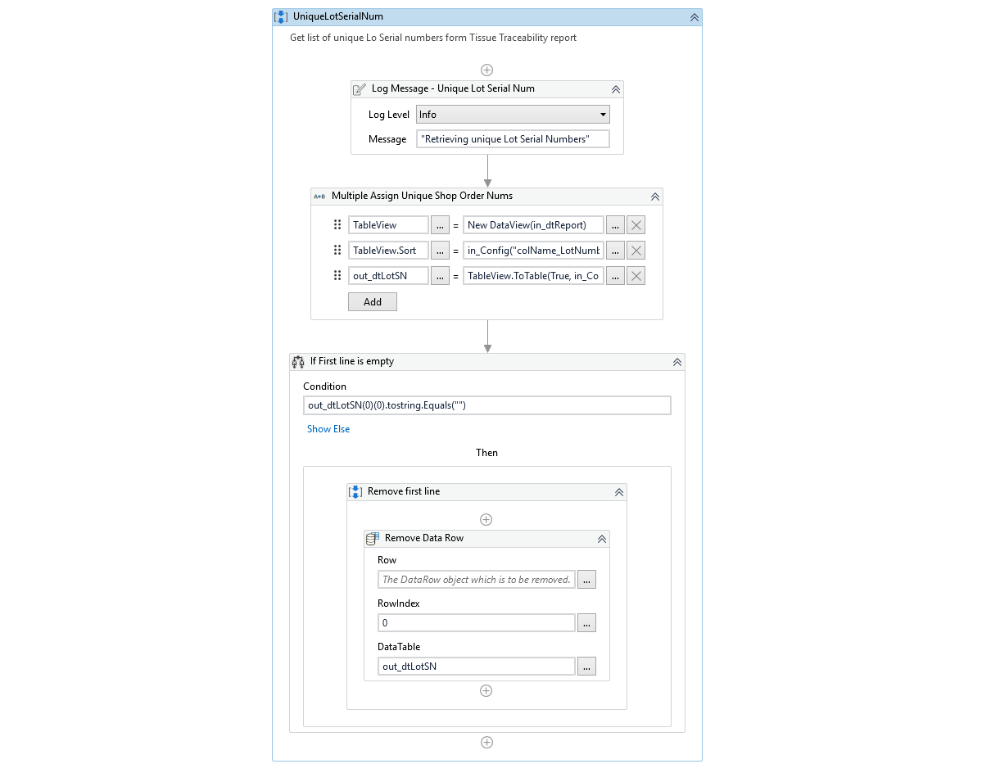 UniqueLotSerialNum
Get list of unique Lo Serial numbers form Tissue Traceability report
Log Message - Unique Lot Serial Num
Log Level Info
Message "Retrieving unique Lot Serial Numbers"
A+B Multiple Assign Unique Shop Order Nums
TableView ... = New DataView(in_dtReport) ...
TableView.Sort ... = in_Config("colName_LotNumb ...
out_dtLotSN ... = TableView.ToTable(True, in_Co ...
Add
If First line is empty
Condition
out_dtLotSN(0)(0).tostring.Equals("")
Show Else
Then
Remove first line
Remove Data Row
Row
The DataRow object which is to be removed. ...
RowIndex
0 ...
DataTable
out_dtLotSN ...